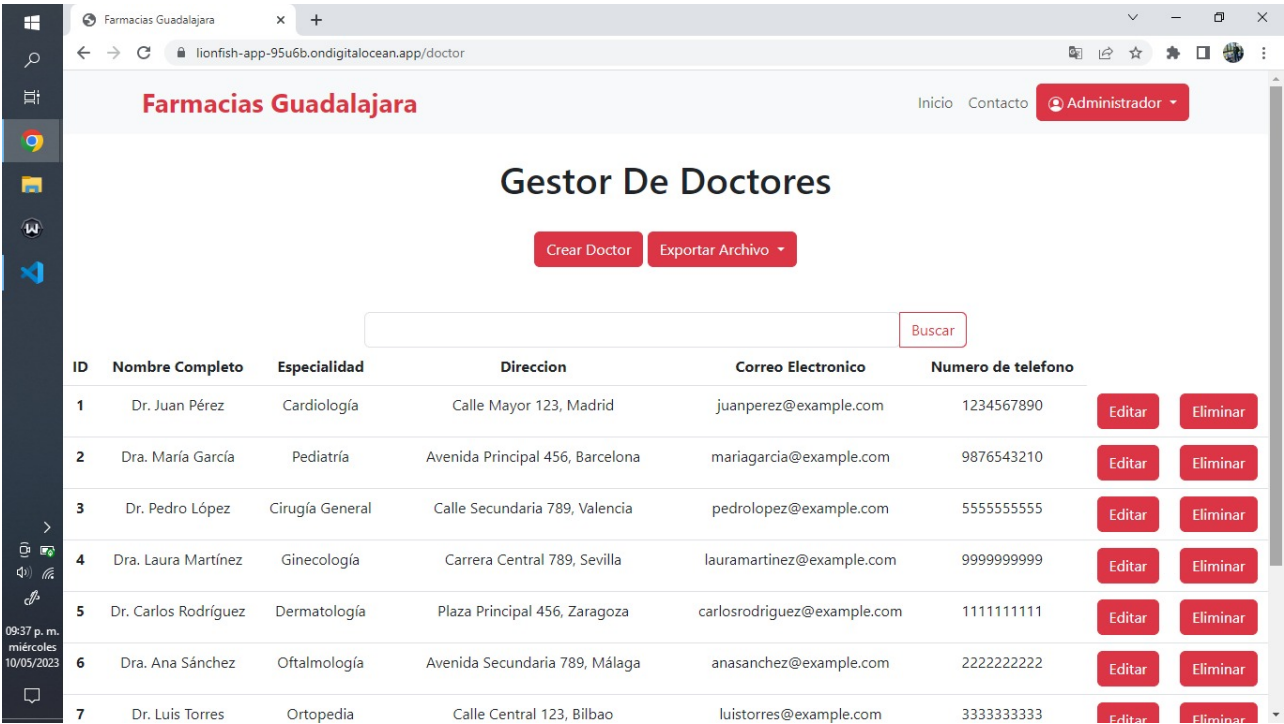 Farmacias Guadalajara
lionfish-app-95u6b.ondigitalocean.app/doctor
Farmacias Guadalajara Inicio Contacto Administrador
Gestor De Doctores
Crear Doctor Exportar Archivo
Buscar
ID Nombre Completo Especialidad Direccion Correo Electronico Numero de telefono
1 Dr. Juan Pérez Cardiología Calle Mayor 123, Madrid juanperez@example.com 1234567890 Editar Eliminar
2 Dra. María García Pediatría Avenida Principal 456, Barcelona mariagarcia@example.com 9876543210 Editar Eliminar
3 Dr. Pedro López Cirugía General Calle Secundaria 789, Valencia pedrolopez@example.com 5555555555 Editar Eliminar
4 Dra. Laura Martínez Ginecología Carrera Central 789, Sevilla lauramartinez@example.com 9999999999 Editar Eliminar
5 Dr. Carlos Rodríguez Dermatología Plaza Principal 456, Zaragoza carlosrodriguez@example.com 1111111111 Editar Eliminar
6 Dra. Ana Sánchez Oftalmología Avenida Secundaria 789, Málaga anasanchez@example.com 2222222222 Editar Eliminar
7 Dr. Luis Torres Ortopedia Calle Central 123, Bilbao luistorres@example.com 3333333333 Editar Eliminar
09:37 p. m.
miércoles
10/05/2023